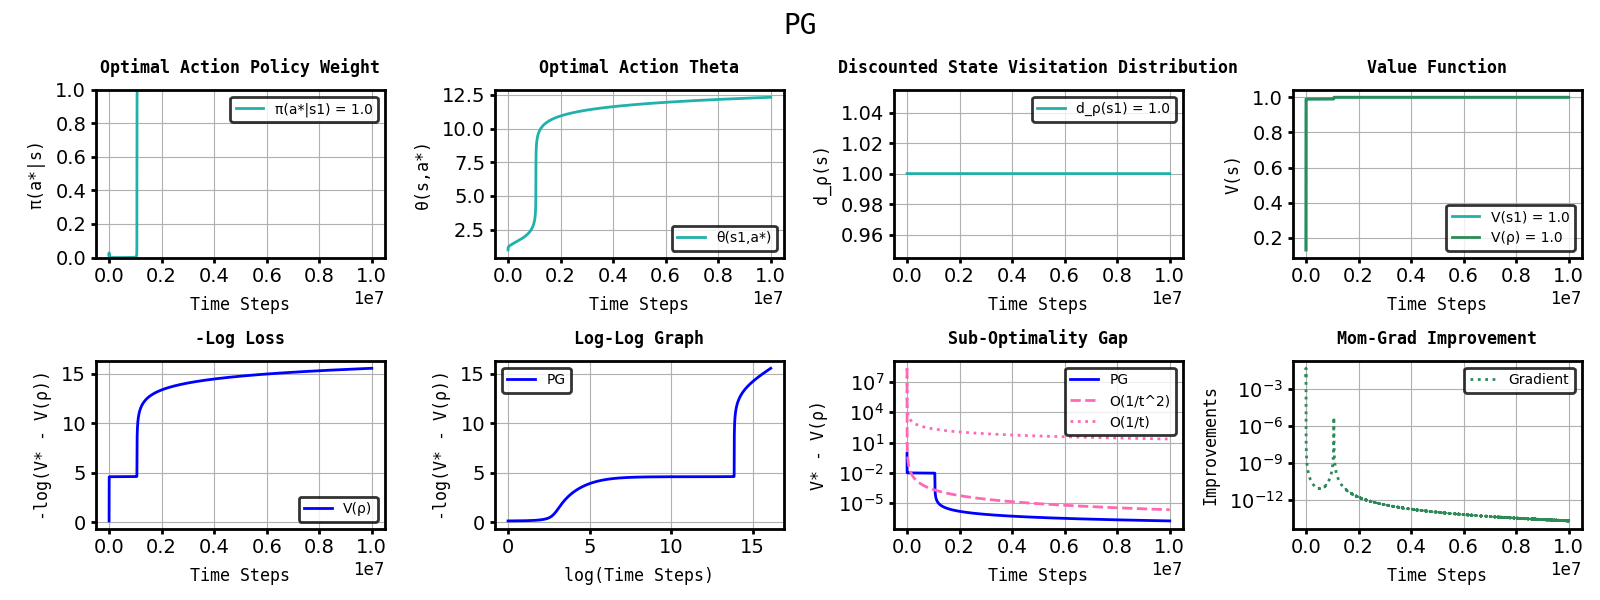 PG
Optimal Action Policy Weight
π(a*|s)
1.0
0.8
0.6
0.4
0.2
0.0
π(a*|s1) = 1.0
0.0 0.2 0.4 0.6 0.8 1.0
1e7
Time Steps
Optimal Action Theta
θ(s,a*)
12.5
10.0
7.5
5.0
2.5
θ(s1,a*)
0.0 0.2 0.4 0.6 0.8 1.0
1e7
Time Steps
Discounted State Visitation Distribution
d_ρ(s)
1.04
1.02
1.00
0.98
0.96
d_ρ(s1) = 1.0
0.0 0.2 0.4 0.6 0.8 1.0
1e7
Time Steps
Value Function
V(s)
1.0
0.8
0.6
0.4
0.2
V(s1) = 1.0
V(ρ) = 1.0
0.0 0.2 0.4 0.6 0.8 1.0
1e7
Time Steps
-Log Loss
-log(V* - V(ρ))
15
10
5
0
V(ρ)
0.0 0.2 0.4 0.6 0.8 1.0
1e7
Time Steps
Log-Log Graph
-log(V* - V(ρ))
15
10
5
0
PG
0 5 10 15
log(Time Steps)
Sub-Optimality Gap
V* - V(ρ)
10^7
10^4
10^1
10^-2
10^-5
PG
O(1/t^2)
O(1/t)
0.0 0.2 0.4 0.6 0.8 1.0
1e7
Time Steps
Mom-Grad Improvement
Improvements
10^-3
10^-6
10^-9
10^-12
Gradient
0.0 0.2 0.4 0.6 0.8 1.0
1e7
Time Steps